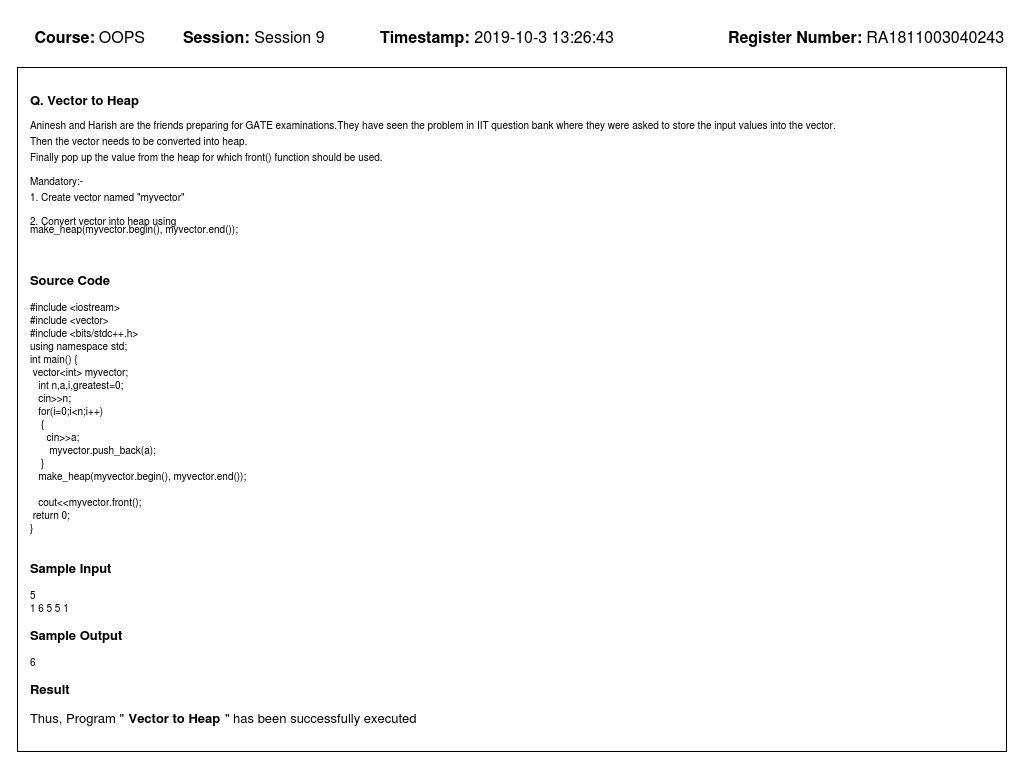 Course: OOPS Session: Session 9 Timestamp: 2019-10-3 13:26:43 Register Number: RA1811003040243
Q. Vector to Heap
Aninesh and Harish are the friends preparing for GATE examinations.They have seen the problem in IIT question bank where they were asked to store the input values into the vector.
Then the vector needs to be converted into heap.
Finally pop up the value from the heap for which front() function should be used.
Mandatory:-
1. Create vector named "myvector"
2. Convert vector into heap using
make_heap(myvector.begin(), myvector.end());
Source Code
#include <iostream>
#include <vector>
#include <bits/stdc++.h>
using namespace std;
int main() {
vector<int> myvector;
int n,a,i,greatest=0;
cin>>n;
for(i=0;i<n;i++)
{
cin>>a;
myvector.push_back(a);
}
make_heap(myvector.begin(), myvector.end());
cout<<myvector.front();
return 0;
}
Sample Input
5
1 6 5 5 1
Sample Output
6
Result
Thus, Program " Vector to Heap " has been successfully executed